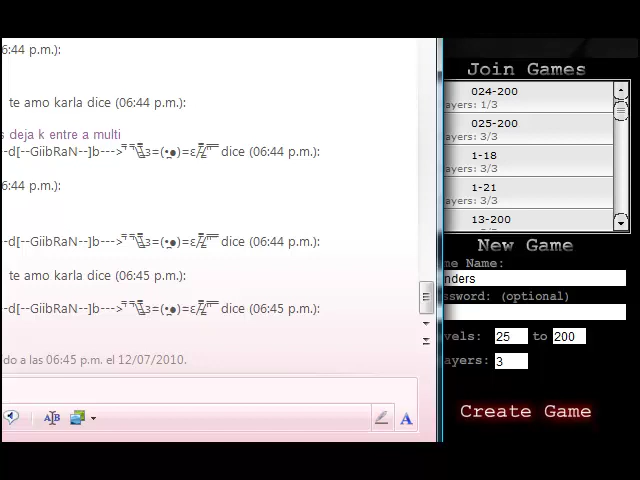 6:44 p.m.):
te amo karla dice (06:44 p.m.):
s deja k entre a multi
-d[--GiibRaN--]b---> dice (06:44 p.m.):
6:44 p.m.):
-d[--GiibRaN--]b---> dice (06:44 p.m.):
te amo karla dice (06:45 p.m.):
-d[--GiibRaN--]b---> dice (06:45 p.m.):
do a las 06:45 p.m. el 12/07/2010.
Join Games
024-200
ayers: 1/3
025-200
ayers: 3/3
1-18
ayers: 3/3
1-21
ayers: 3/3
13-200
New Game
me Name:
nders
ssword: (optional)
vels: 25 to 200
ayers: 3
Create Game